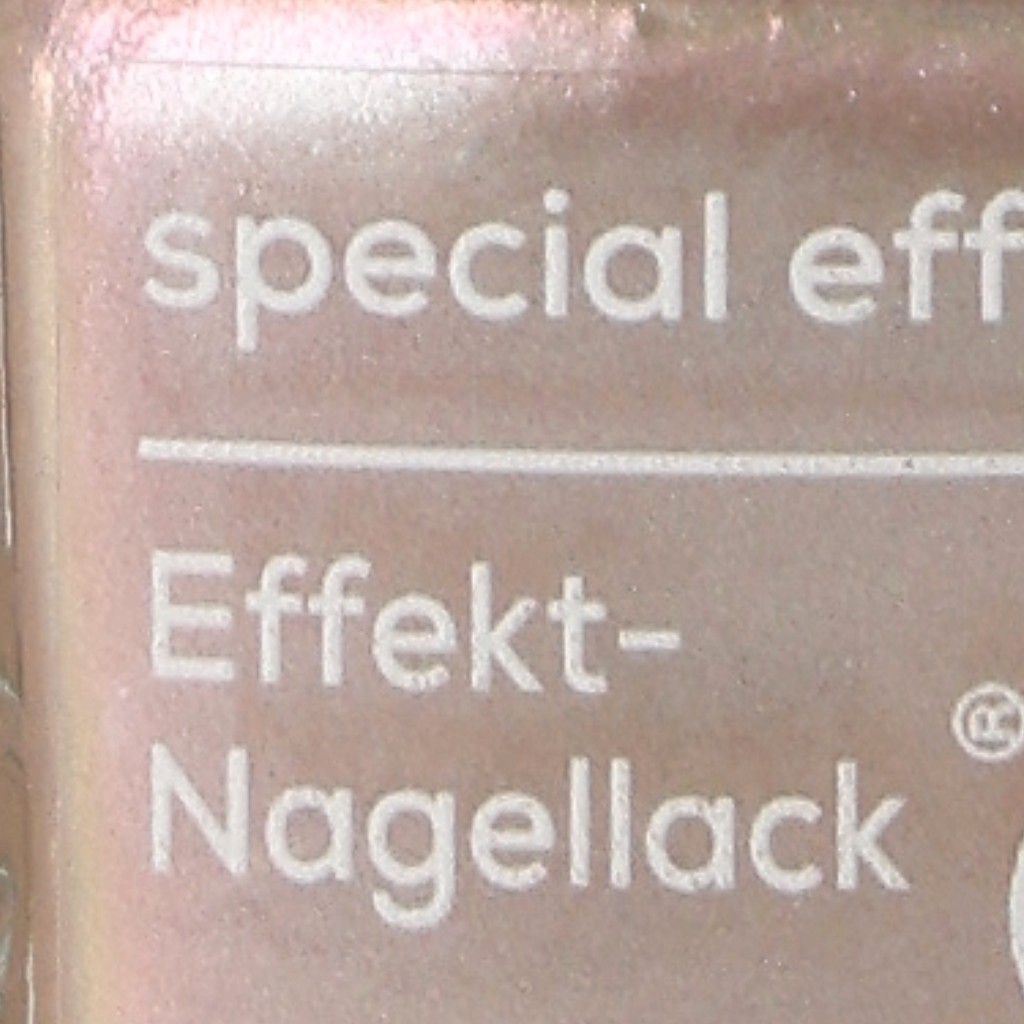 special eff
Effekt-
Nagellack
®